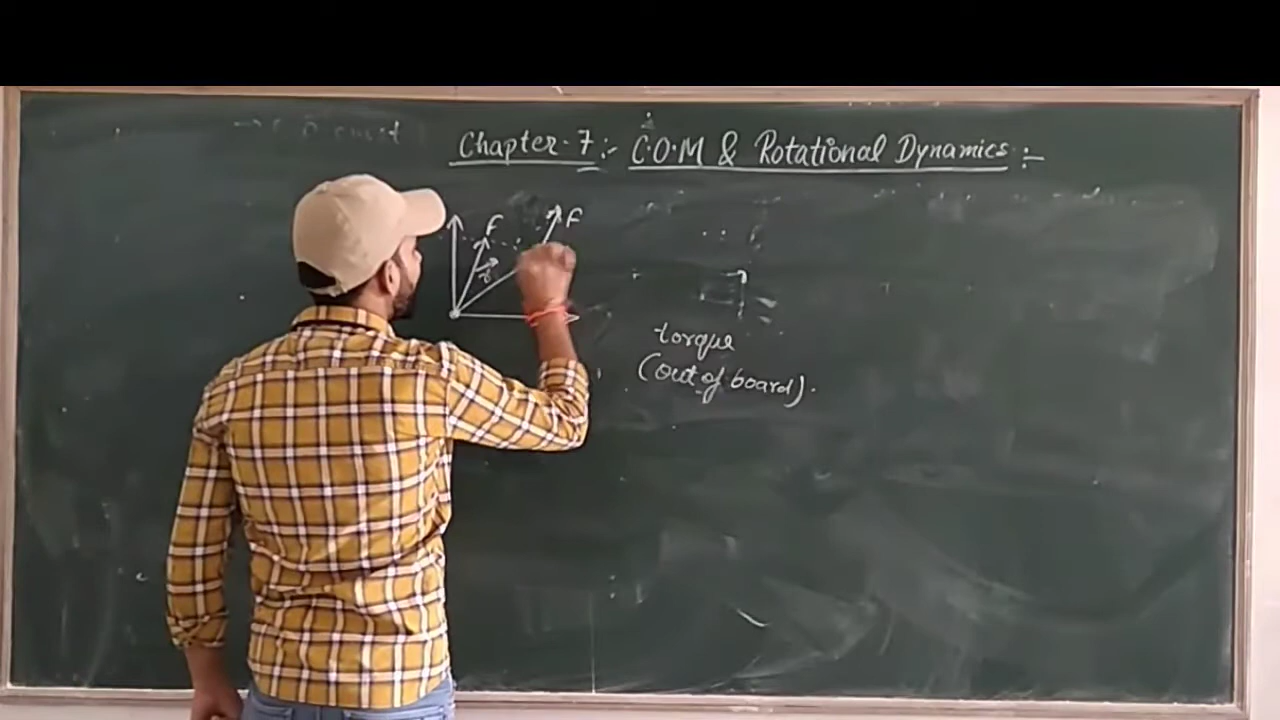 Chapter-7:- C.O.M & Rotational Dynamics:-
F
F
r
torque
(out of board).